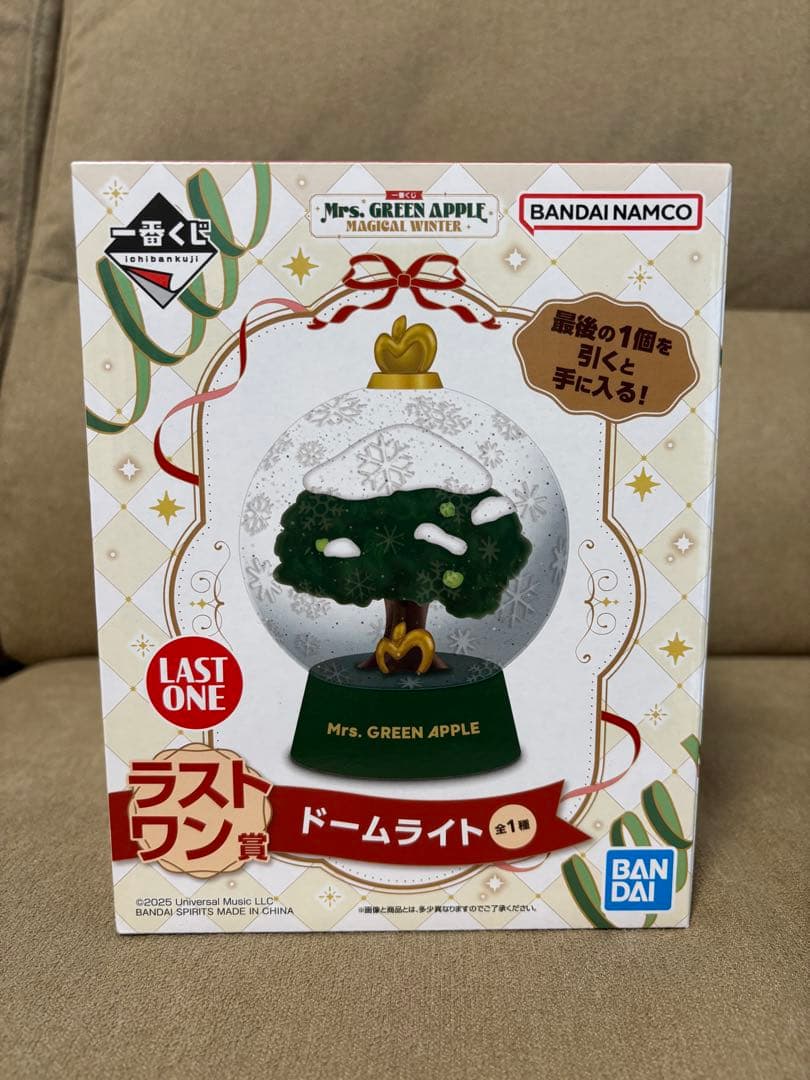 一番くじ
ichibankuji
一番くじ
Mrs. GREEN APPLE
MAGICAL WINTER
BANDAI NAMCO
最後の1個を
引くと
手に入る!
Mrs. GREEN APPLE
LAST
ONE
ラスト
ワン賞
ドームライト 全1種
BAN
DAI
©2025 Universal Music LLC
BANDAI SPIRITS MADE IN CHINA
※画像と商品とは、多少異なりますのでご了承ください。